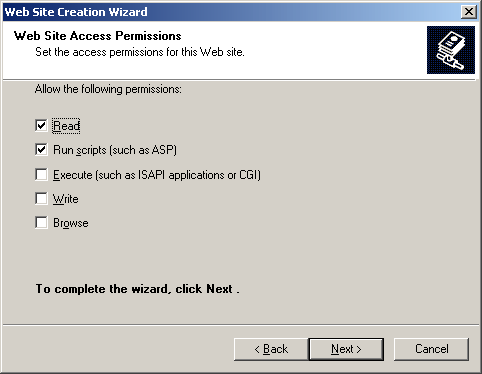 Web Site Creation Wizard
Web Site Access Permissions
Set the access permissions for this Web site.
Allow the following permissions:
Read
Run scripts (such as ASP)
Execute (such as ISAPI applications or CGI)
Write
Browse
To complete the wizard, click Next .
< Back
Next >
Cancel